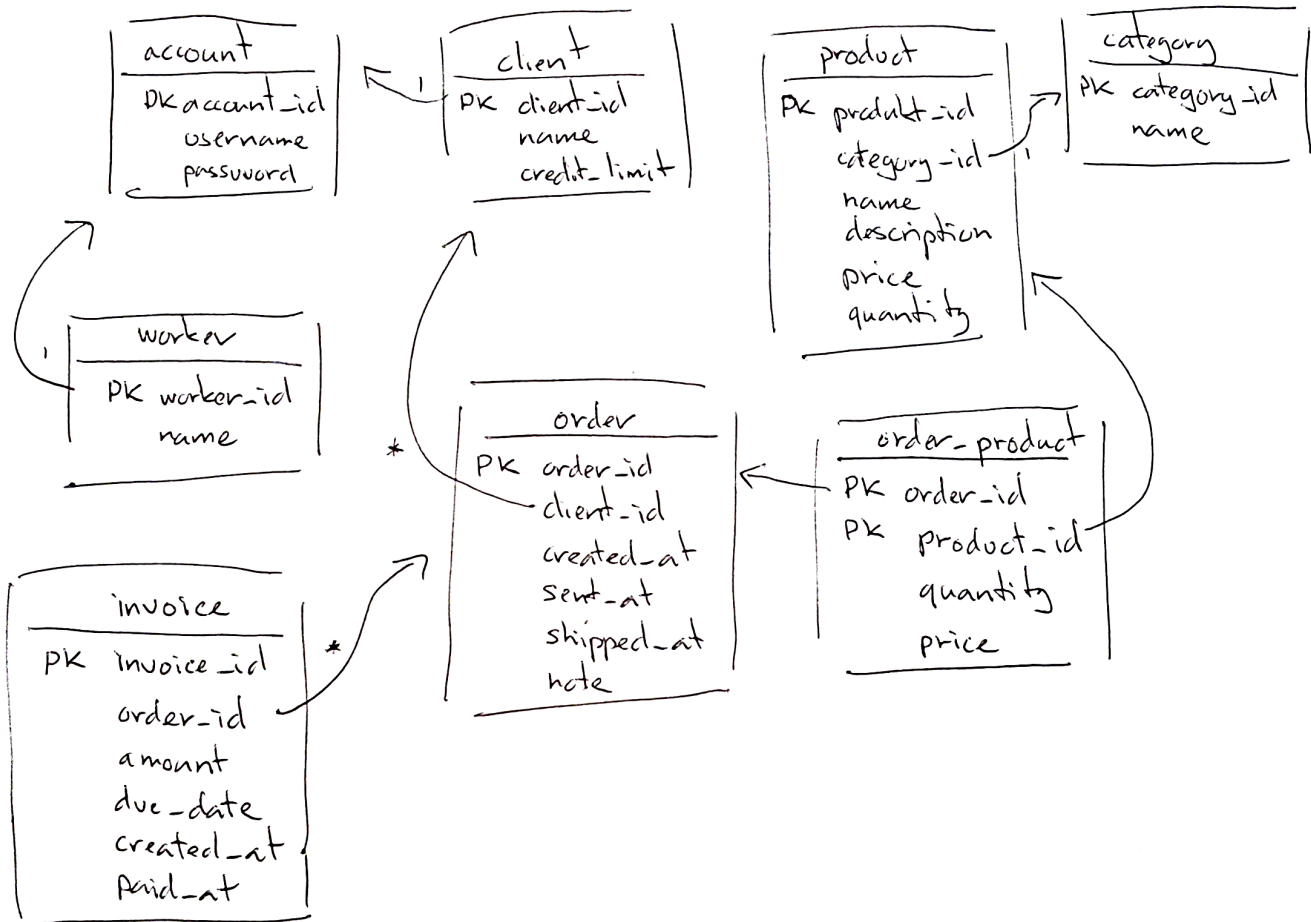 account
PK account_id
username
password
client
PK client_id
name
credit_limit
product
PK produkt_id
category_id
name
description
price
quantity
category
PK category_id
name
worker
PK worker_id
name
order
PK order_id
client_id
created_at
sent_at
shipped_at
note
order_product
PK order_id
PK product_id
quantity
price
invoice
PK invoice_id
order_id
amount
due_date
created_at
paid_at
1
1
1
*
*